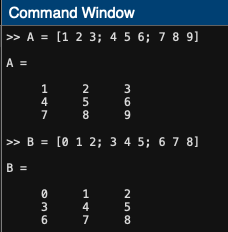 Command Window
>> A = [1 2 3; 4 5 6; 7 8 9]
A =
1 2 3
4 5 6
7 8 9
>> B = [0 1 2; 3 4 5; 6 7 8]
B =
0 1 2
3 4 5
6 7 8